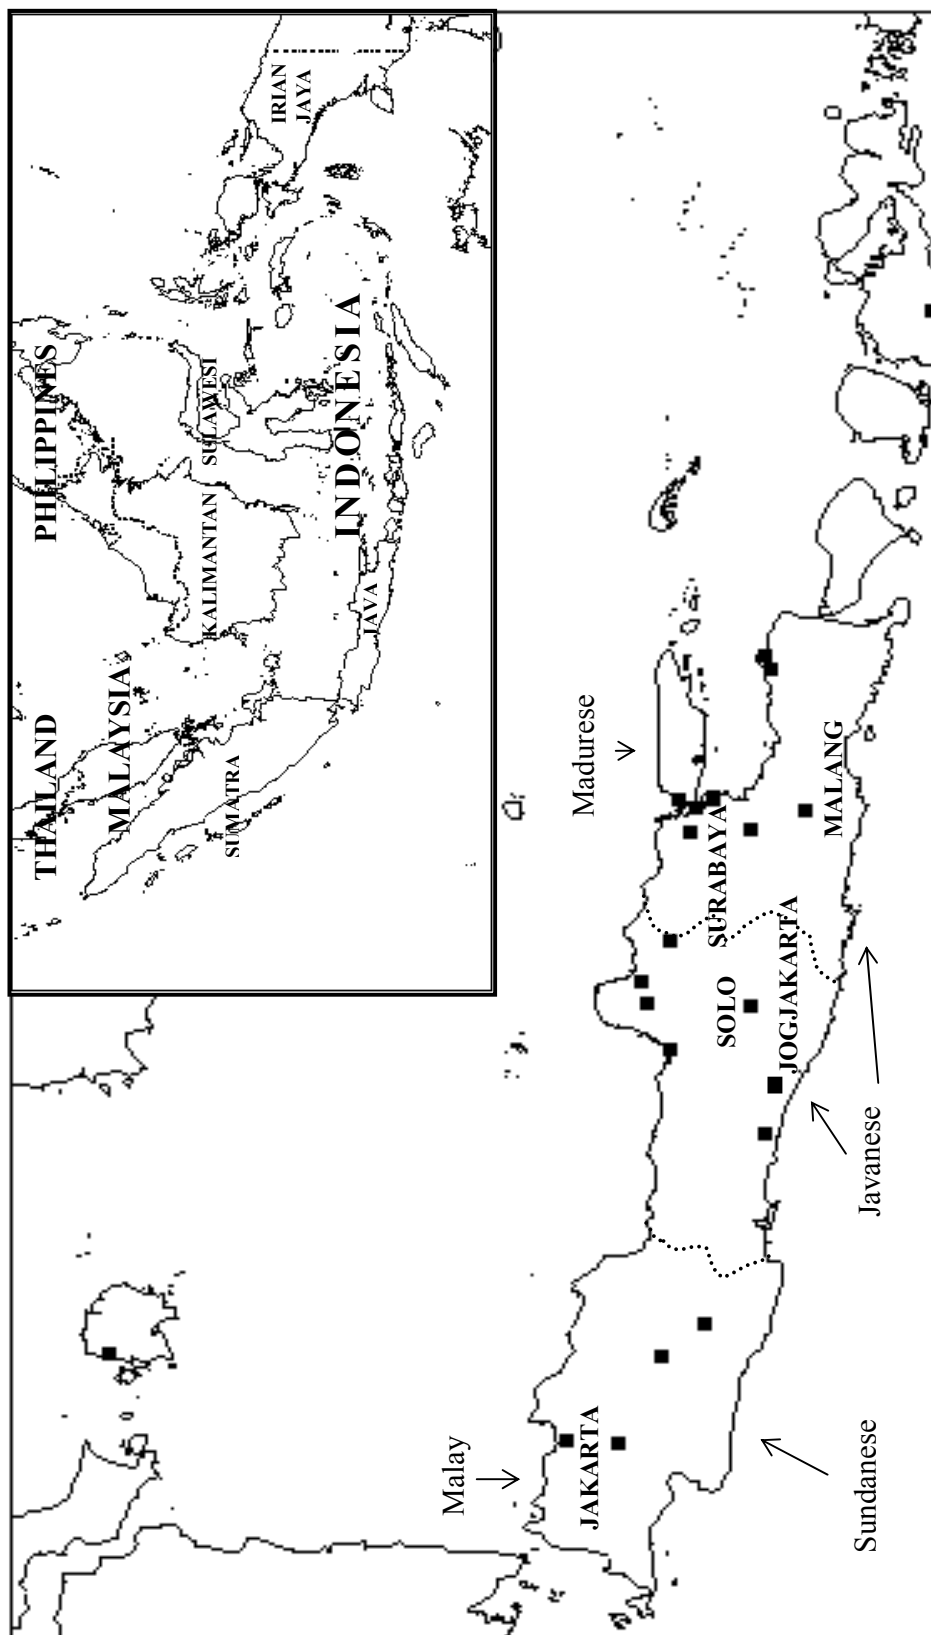 THAILAND
PHILIPPINES
MALAYSIA
SUMATRA
KALIMANTAN
SULAWESI
IRIAN
JAYA
INDONESIA
JAVA
Malay
JAKARTA
Sundanese
Madurese
SURABAYA
SOLO
JOGJAKARTA
MALANG
Javanese